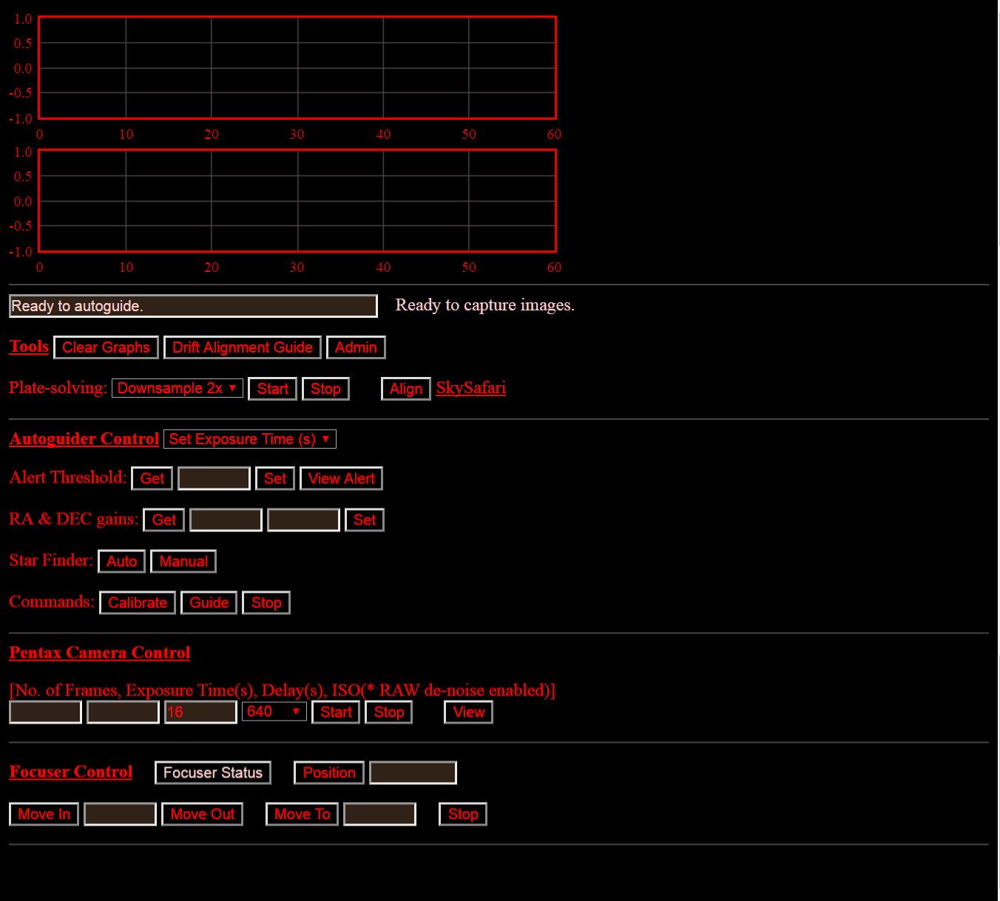 1.0
0.5
0.0
-0.5
-1.0
0 10 20 30 40 50 60
1.0
0.5
0.0
-0.5
-1.0
0 10 20 30 40 50 60
Ready to autoguide. Ready to capture images.
Tools Clear Graphs Drift Alignment Guide Admin
Plate-solving: Downsample 2x Start Stop Align SkySafari
Autoguider Control Set Exposure Time (s)
Alert Threshold: Get Set View Alert
RA & DEC gains: Get Set
Star Finder: Auto Manual
Commands: Calibrate Guide Stop
Pentax Camera Control
[No. of Frames, Exposure Time(s), Delay(s), ISO(* RAW de-noise enabled)]
16 640 Start Stop View
Focuser Control Focuser Status Position
Move In Move Out Move To Stop